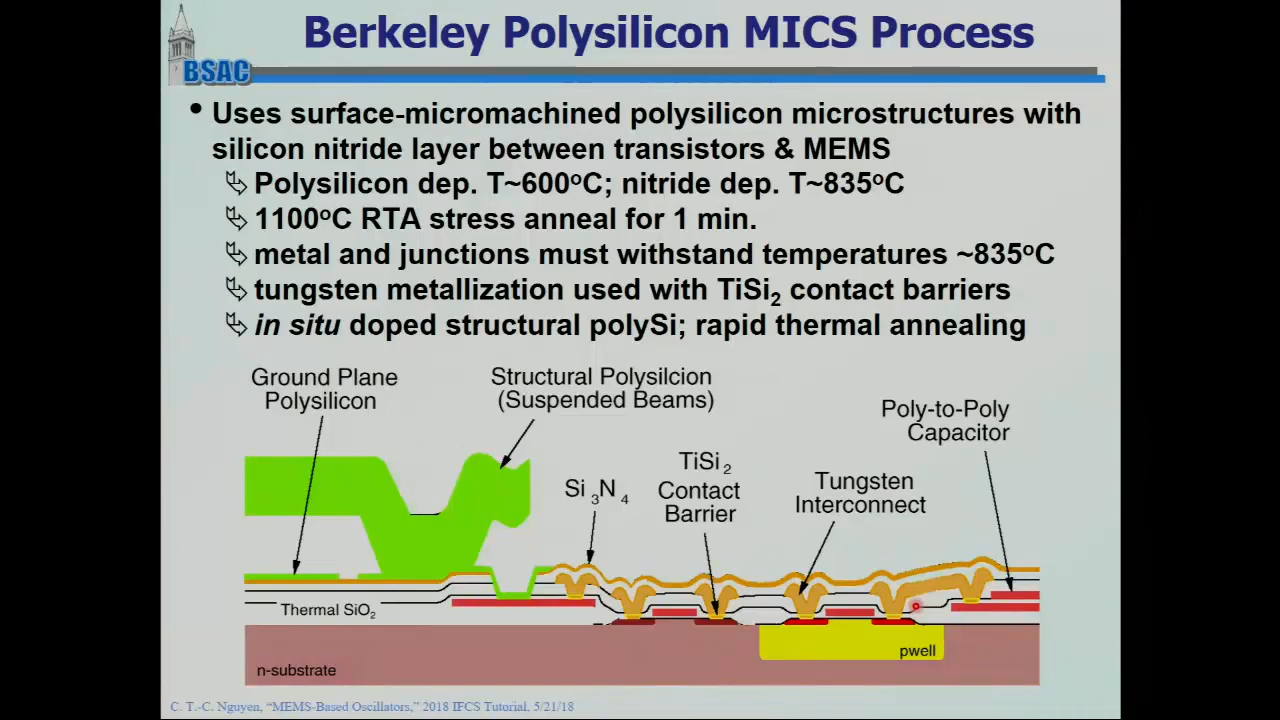 Berkeley Polysilicon MICS Process
BSAC
• Uses surface-micromachined polysilicon microstructures with
silicon nitride layer between transistors & MEMS
Polysilicon dep. T~600°C; nitride dep. T~835°C
1100°C RTA stress anneal for 1 min.
metal and junctions must withstand temperatures ~835°C
tungsten metallization used with TiSi₂ contact barriers
in situ doped structural polySi; rapid thermal annealing
Ground Plane
Polysilicon
Structural Polysilcion
(Suspended Beams)
Si₃N₄
TiSi₂
Contact
Barrier
Tungsten
Interconnect
Poly-to-Poly
Capacitor
Thermal SiO₂
pwell
n-substrate
C. T.-C. Nguyen, “MEMS-Based Oscillators,” 2018 IFCS Tutorial, 5/21/18